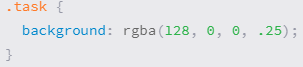 .task {
background: rgba(128, 0, 0, .25);
}